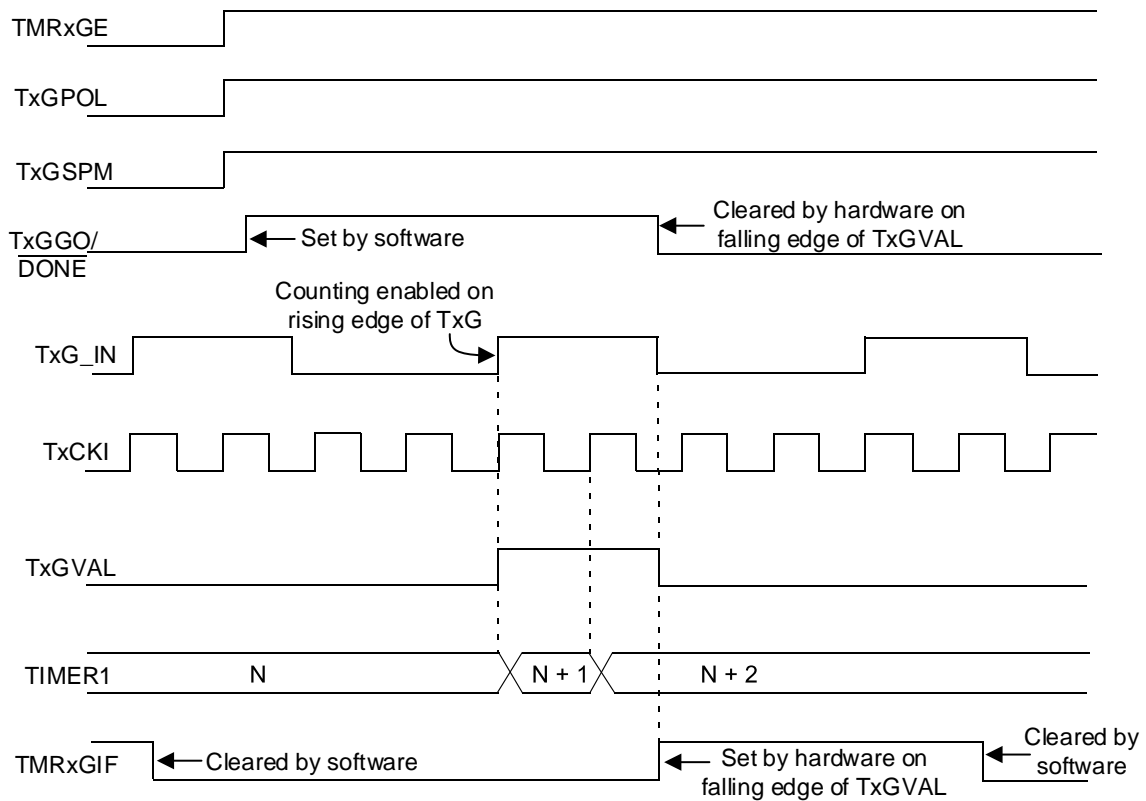 TMRxGE
TxGPOL
TxGSPM
TxGGO/
DONE
Set by software
Cleared by hardware on
falling edge of TxGVAL
Counting enabled on
rising edge of TxG
TxG_IN
TxCKI
TxGVAL
TIMER1
N
N + 1
N + 2
TMRxGIF
Cleared by software
Set by hardware on
falling edge of TxGVAL
Cleared by
software